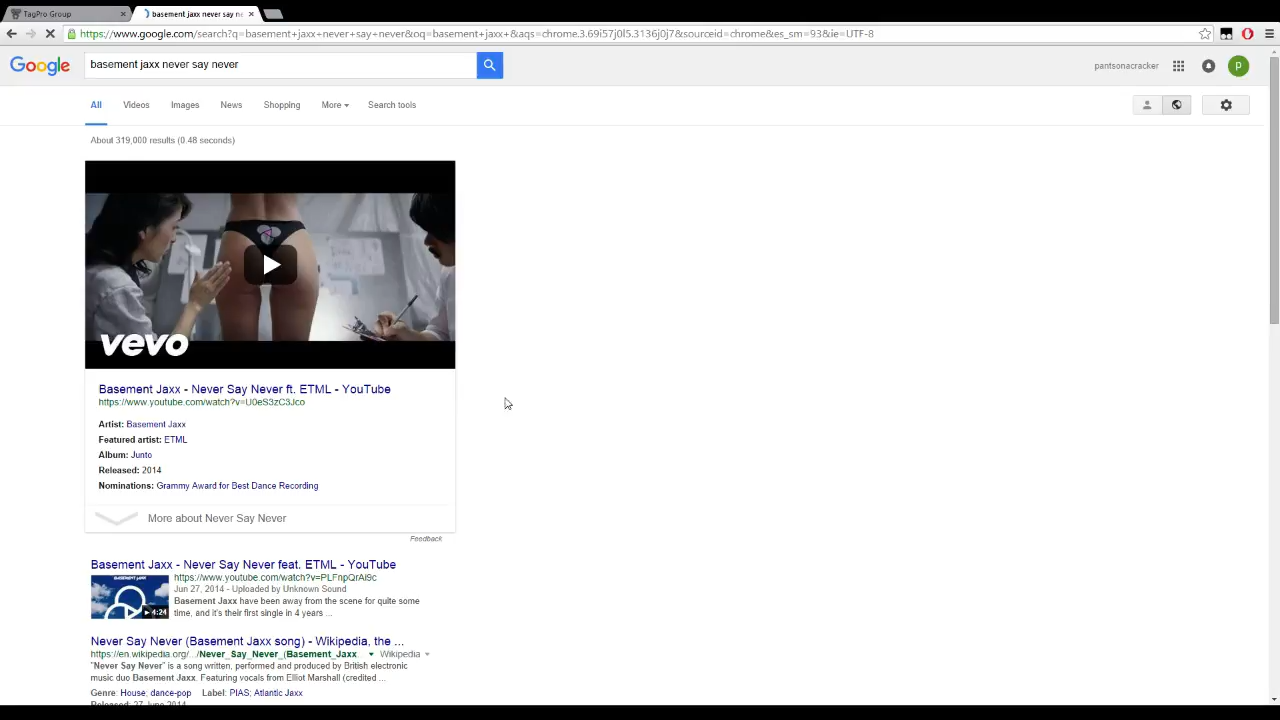 TagPro Group
basement jaxx never say ne
https://www.google.com/search?q=basement+jaxx+never+say+never&oq=basement+jaxx+&aqs=chrome.3.69i57j0l5.3136j0j7&sourceid=chrome&es_sm=93&ie=UTF-8
Google
basement jaxx never say never
pantsonacracker
p
All Videos Images News Shopping More Search tools
About 319,000 results (0.48 seconds)
vevo
Basement Jaxx - Never Say Never ft. ETML - YouTube
https://www.youtube.com/watch?v=U0eS3zC3Jco
Artist: Basement Jaxx
Featured artist: ETML
Album: Junto
Released: 2014
Nominations: Grammy Award for Best Dance Recording
More about Never Say Never
Feedback
Basement Jaxx - Never Say Never feat. ETML - YouTube
https://www.youtube.com/watch?v=PLFnpQrAl9c
Jun 27, 2014 - Uploaded by Unknown Sound
BASEMENT JAXX
4:24
Basement Jaxx have been away from the scene for quite some
time, and it's their first single in 4 years ...
Never Say Never (Basement Jaxx song) - Wikipedia, the ...
https://en.wikipedia.org/.../Never_Say_Never_(Basement_Jaxx... Wikipedia
"Never Say Never" is a song written, performed and produced by British electronic
music duo Basement Jaxx. Featuring vocals from Elliot Marshall (credited ...
Genre: House; dance-pop Label: PIAS; Atlantic Jaxx
Released: 27 June 2014